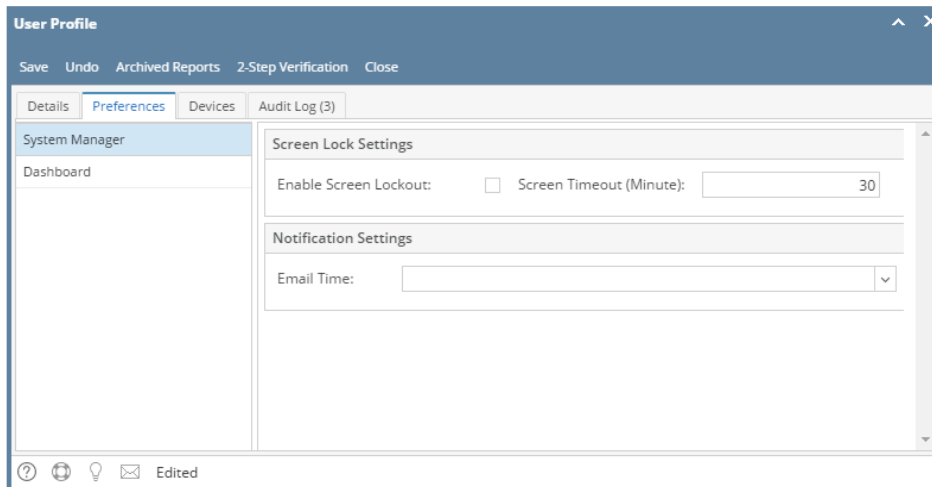 User Profile
Save Undo Archived Reports 2-Step Verification Close
Details Preferences Devices Audit Log (3)
System Manager
Dashboard
Screen Lock Settings
Enable Screen Lockout: Screen Timeout (Minute): 30
Notification Settings
Email Time:
Edited